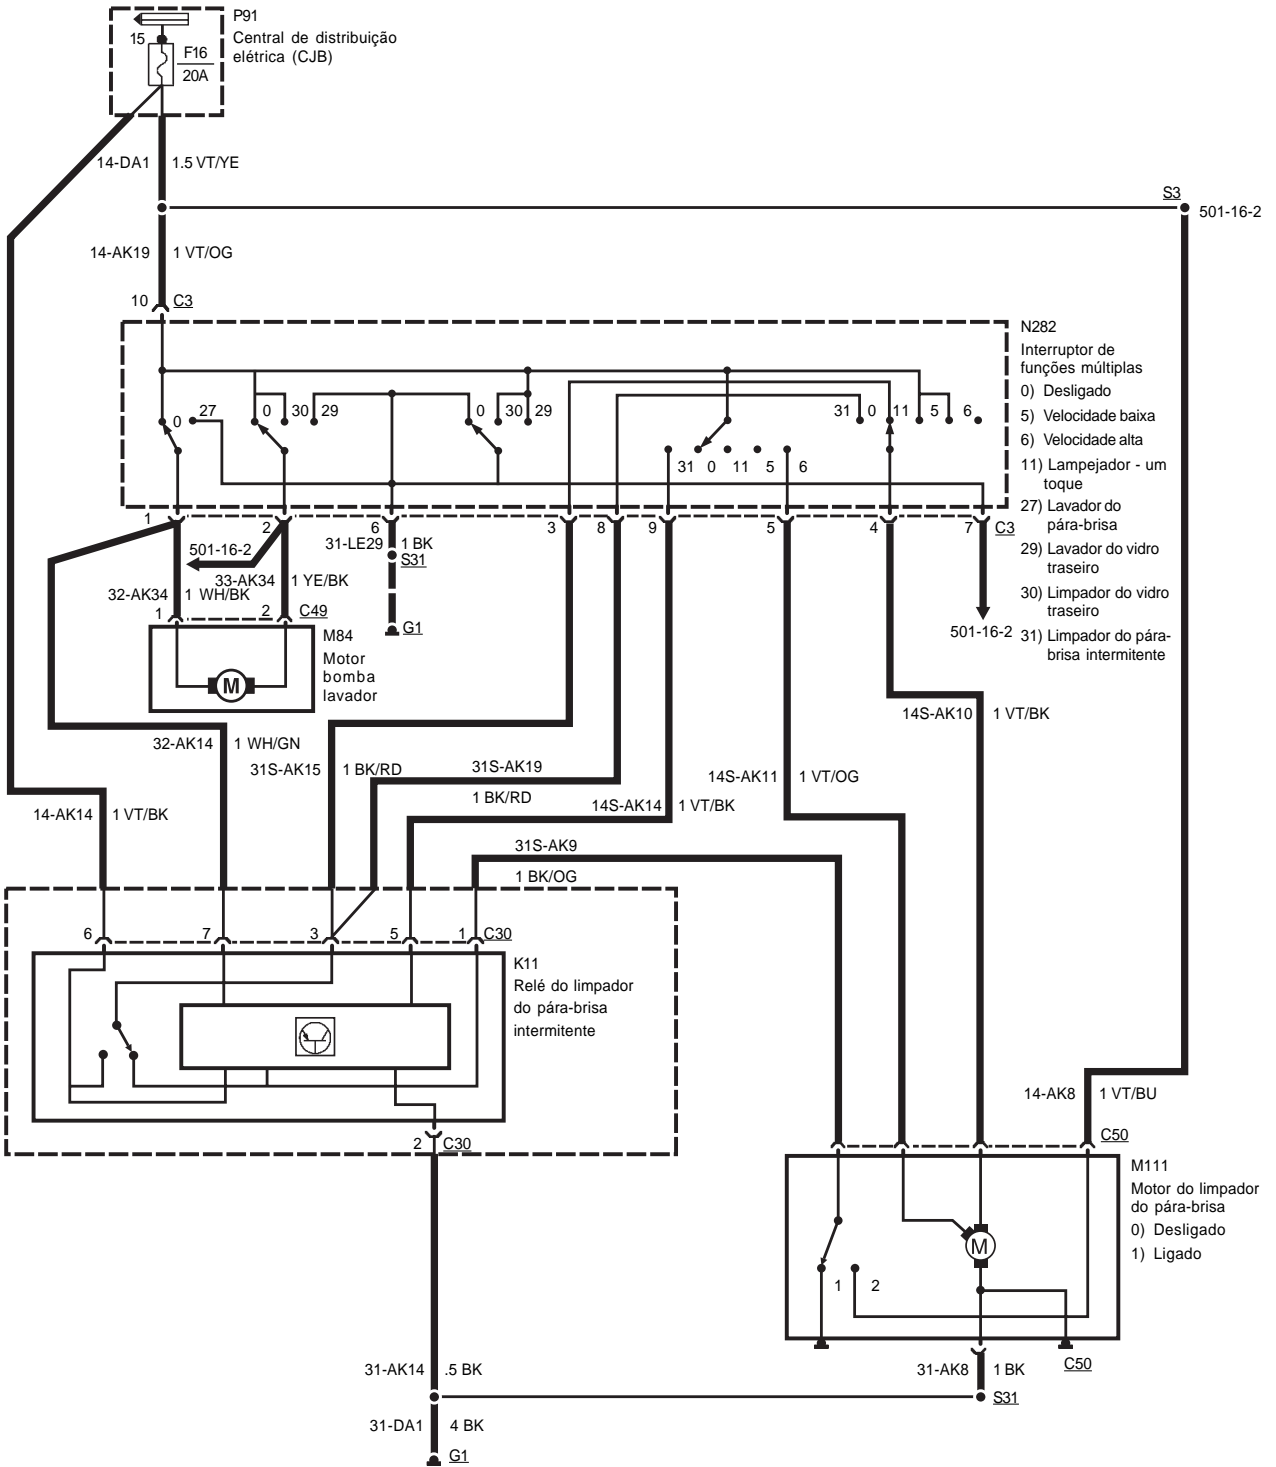 P91
Central de distribuição
elétrica (CJB)
15
F16
20A
14-DA1 1.5 VT/YE
S3
501-16-2
14-AK19 1 VT/OG
10 C3
N282
Interruptor de
funções múltiplas
0) Desligado
5) Velocidade baixa
6) Velocidade alta
11) Lampejador - um
toque
27) Lavador do
pára-brisa
29) Lavador do vidro
traseiro
30) Limpador do vidro
traseiro
31) Limpador do pára-
brisa intermitente
0 27 0 30 29 0 30 29 31 0 11 5 6
31 0 11 5 6
1 2 6 3 8 9 5 4 7 C3
31-LE29 1 BK
S31
501-16-2
33-AK34 1 YE/BK
32-AK34 1 WH/BK
1 2 C49
G1
501-16-2
M84
Motor
bomba
lavador
M
14S-AK10 1 VT/BK
32-AK14 1 WH/GN
31S-AK15 1 BK/RD
31S-AK19
1 BK/RD
14S-AK11 1 VT/OG
14S-AK14 1 VT/BK
14-AK14 1 VT/BK
31S-AK9
1 BK/OG
6 7 3 5 1 C30
K11
Relé do limpador
do pára-brisa
intermitente
14-AK8 1 VT/BU
C50
2 C30
M111
Motor do limpador
do pára-brisa
0) Desligado
1) Ligado
M
1 2
31-AK14 .5 BK
31-AK8 1 BK
C50
S31
31-DA1 4 BK
G1